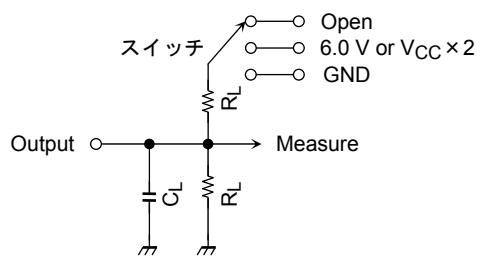 Open
スイッチ
6.0 V or VCC × 2
GND
RL
Output
Measure
CL
RL